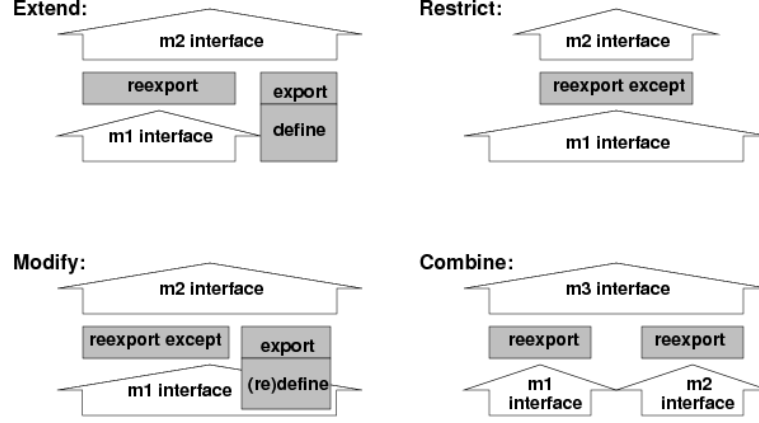 Extend:
m2 interface
reexport
export
m1 interface
define
Restrict:
m2 interface
reexport except
m1 interface
Modify:
m2 interface
reexport except
export
m1 interface
(re)define
Combine:
m3 interface
reexport
reexport
m1
interface
m2
interface